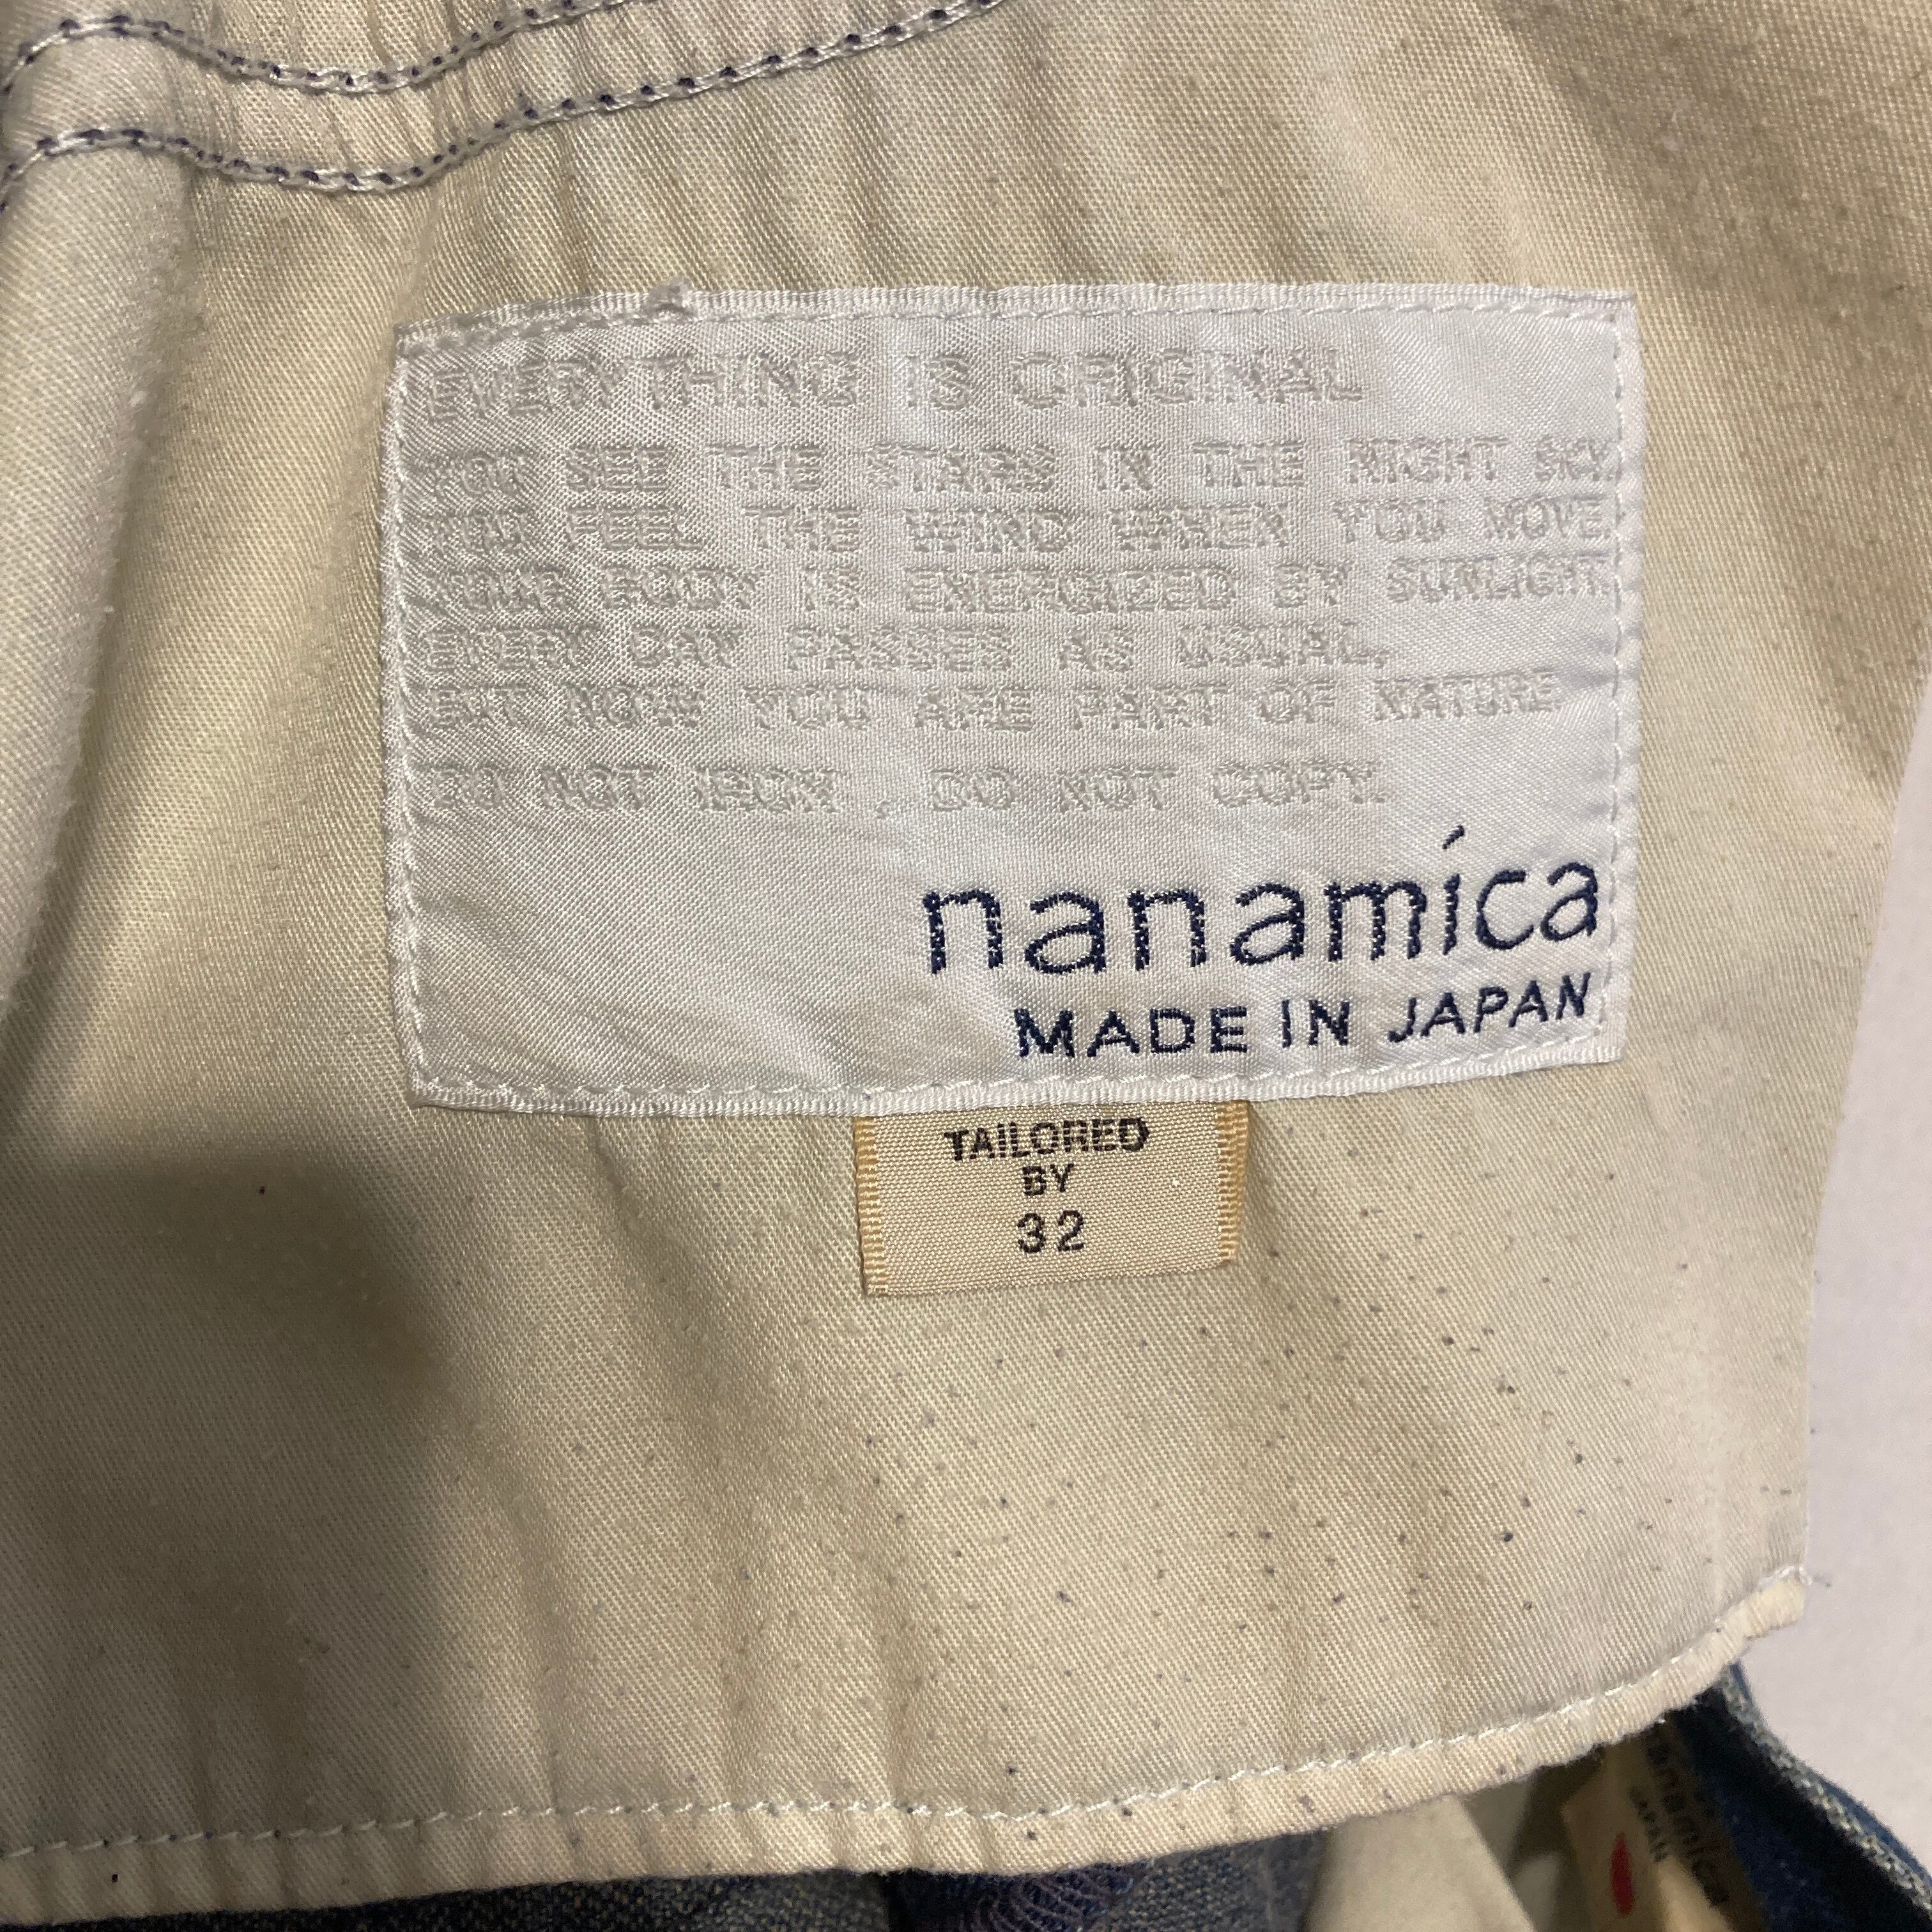 EVERYTHING IS ORIGINAL
YOU SEE THE STARS IN THE NIGHT SKY.
YOU FEEL THE WIND WHEN YOU MOVE.
YOUR BODY IS ENERGIZED BY SUNLIGHT.
EVERY DAY PASSES AS USUAL,
BUT NOW YOU ARE PART OF NATURE.
DO NOT IRON , DO NOT COPY.
nanamíca
MADE IN JAPAN
TAILORED
BY
32
JAPAN